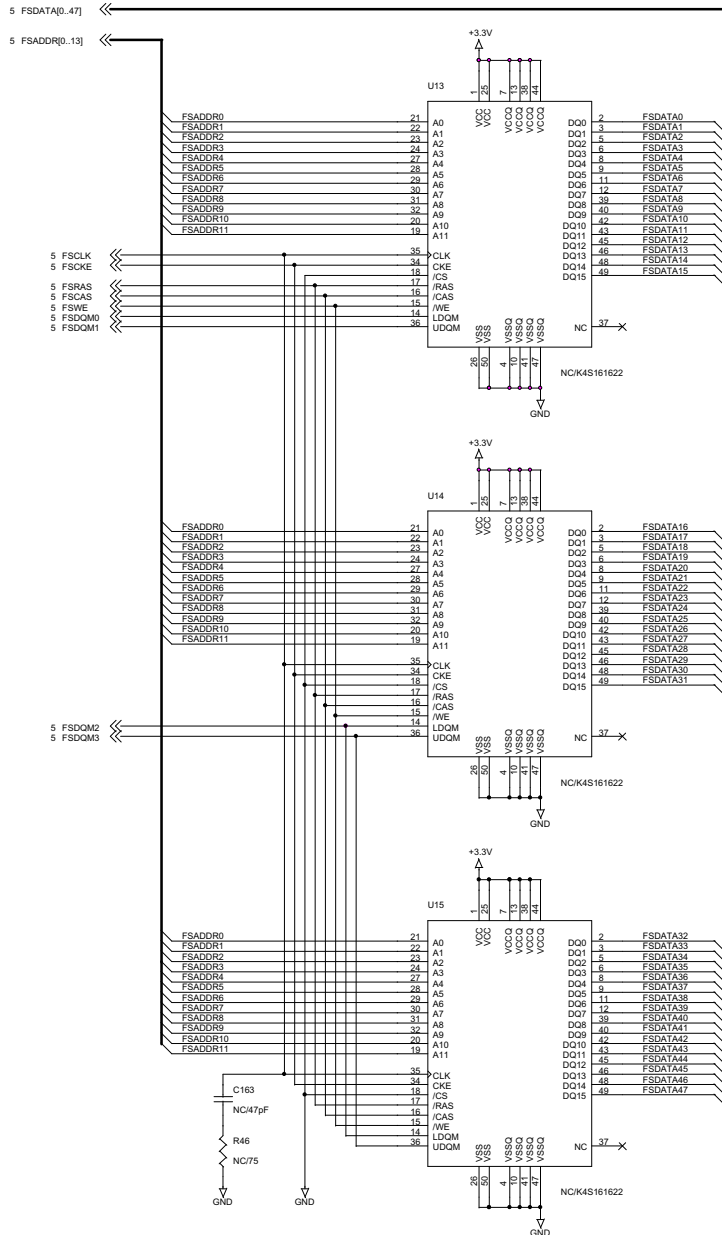 5 FSDATA[0..47]
5 FSADDR[0..13]
+3.3V
U13
1 25 7 13 38 44
VCC VCC VCCQ VCCQ VCCQ VCCQ
FSADDR0 21 A0 DQ0 2 FSDATA0
FSADDR1 22 A1 DQ1 3 FSDATA1
FSADDR2 23 A2 DQ2 5 FSDATA2
FSADDR3 24 A3 DQ3 6 FSDATA3
FSADDR4 27 A4 DQ4 8 FSDATA4
FSADDR5 28 A5 DQ5 9 FSDATA5
FSADDR6 29 A6 DQ6 11 FSDATA6
FSADDR7 30 A7 DQ7 12 FSDATA7
FSADDR8 31 A8 DQ8 39 FSDATA8
FSADDR9 32 A9 DQ9 40 FSDATA9
FSADDR10 20 A10 DQ10 42 FSDATA10
FSADDR11 19 A11 DQ11 43 FSDATA11
DQ12 45 FSDATA12
5 FSCLK 35 CLK DQ13 46 FSDATA13
5 FSCKE 34 CKE DQ14 48 FSDATA14
18 /CS DQ15 49 FSDATA15
5 FSRAS 17 /RAS
5 FSCAS 16 /CAS
5 FSWE 15 /WE
5 FSDQM0 14 LDQM
5 FSDQM1 36 UDQM NC 37
VSS VSS VSSQ VSSQ VSSQ VSSQ
26 50 4 10 41 47
NC/K4S161622
GND
+3.3V
U14
1 25 7 13 38 44
VCC VCC VCCQ VCCQ VCCQ VCCQ
FSADDR0 21 A0 DQ0 2 FSDATA16
FSADDR1 22 A1 DQ1 3 FSDATA17
FSADDR2 23 A2 DQ2 5 FSDATA18
FSADDR3 24 A3 DQ3 6 FSDATA19
FSADDR4 27 A4 DQ4 8 FSDATA20
FSADDR5 28 A5 DQ5 9 FSDATA21
FSADDR6 29 A6 DQ6 11 FSDATA22
FSADDR7 30 A7 DQ7 12 FSDATA23
FSADDR8 31 A8 DQ8 39 FSDATA24
FSADDR9 32 A9 DQ9 40 FSDATA25
FSADDR10 20 A10 DQ10 42 FSDATA26
FSADDR11 19 A11 DQ11 43 FSDATA27
DQ12 45 FSDATA28
35 CLK DQ13 46 FSDATA29
34 CKE DQ14 48 FSDATA30
18 /CS DQ15 49 FSDATA31
17 /RAS
16 /CAS
15 /WE
5 FSDQM2 14 LDQM
5 FSDQM3 36 UDQM NC 37
VSS VSS VSSQ VSSQ VSSQ VSSQ
26 50 4 10 41 47
NC/K4S161622
GND
+3.3V
U15
1 25 7 13 38 44
VCC VCC VCCQ VCCQ VCCQ VCCQ
FSADDR0 21 A0 DQ0 2 FSDATA32
FSADDR1 22 A1 DQ1 3 FSDATA33
FSADDR2 23 A2 DQ2 5 FSDATA34
FSADDR3 24 A3 DQ3 6 FSDATA35
FSADDR4 27 A4 DQ4 8 FSDATA36
FSADDR5 28 A5 DQ5 9 FSDATA37
FSADDR6 29 A6 DQ6 11 FSDATA38
FSADDR7 30 A7 DQ7 12 FSDATA39
FSADDR8 31 A8 DQ8 39 FSDATA40
FSADDR9 32 A9 DQ9 40 FSDATA41
FSADDR10 20 A10 DQ10 42 FSDATA42
FSADDR11 19 A11 DQ11 43 FSDATA43
DQ12 45 FSDATA44
35 CLK DQ13 46 FSDATA45
34 CKE DQ14 48 FSDATA46
18 /CS DQ15 49 FSDATA47
17 /RAS
16 /CAS
15 /WE
14 LDQM
36 UDQM NC 37
C163
NC/47pF
R46
NC/75
GND
GND
VSS VSS VSSQ VSSQ VSSQ VSSQ
26 50 4 10 41 47
NC/K4S161622
GND